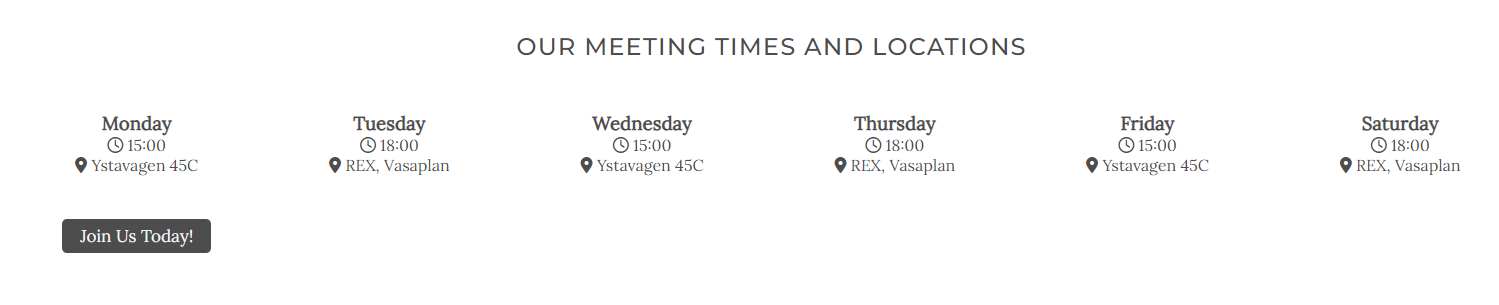 OUR MEETING TIMES AND LOCATIONS
Monday
15:00
Ystavagen 45C
Tuesday
18:00
REX, Vasaplan
Wednesday
15:00
Ystavagen 45C
Thursday
18:00
REX, Vasaplan
Friday
15:00
Ystavagen 45C
Saturday
18:00
REX, Vasaplan
Join Us Today!